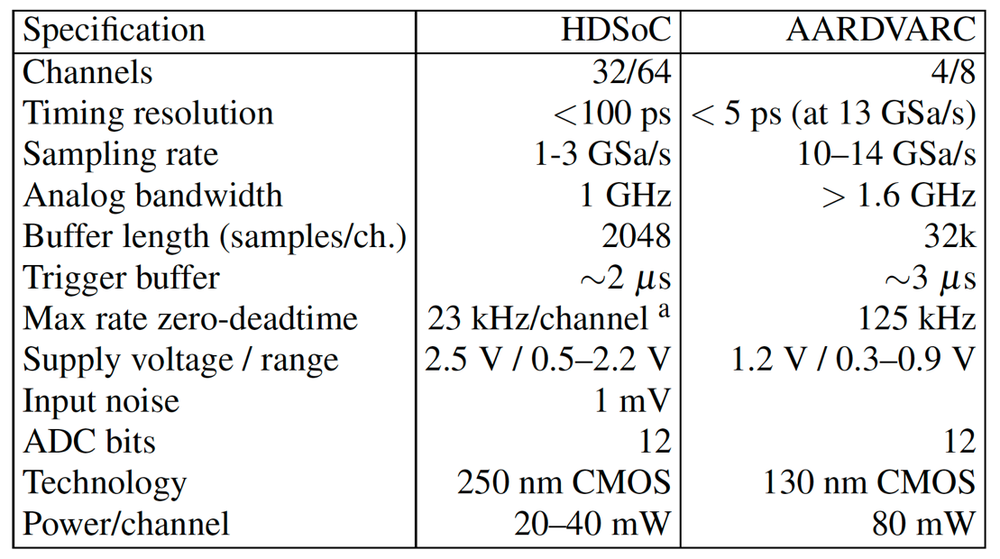 Specification HDSoC AARDVARC
Channels 32/64 4/8
Timing resolution <100 ps < 5 ps (at 13 GSa/s)
Sampling rate 1-3 GSa/s 10–14 GSa/s
Analog bandwidth 1 GHz > 1.6 GHz
Buffer length (samples/ch.) 2048 32k
Trigger buffer ∼2 μs ∼3 μs
Max rate zero-deadtime 23 kHz/channel a 125 kHz
Supply voltage / range 2.5 V / 0.5–2.2 V 1.2 V / 0.3–0.9 V
Input noise 1 mV
ADC bits 12 12
Technology 250 nm CMOS 130 nm CMOS
Power/channel 20–40 mW 80 mW